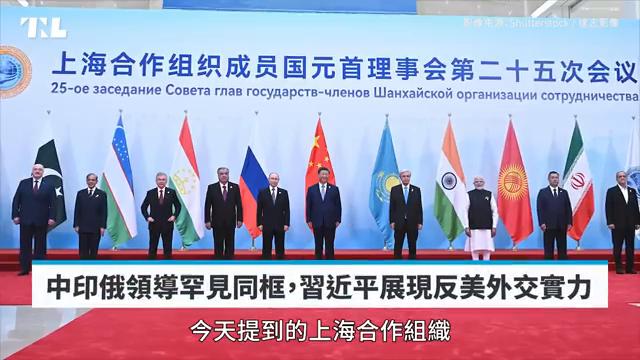 TNL
影像來源:Shutterstock / 達志影像
上海合作组织成员国元首理事会第二十五次会议
25-ое заседание Совета глав государств-членов Шанхайской организации сотрудничества
中印俄領導罕見同框,習近平展現反美外交實力
今天提到的上海合作組織